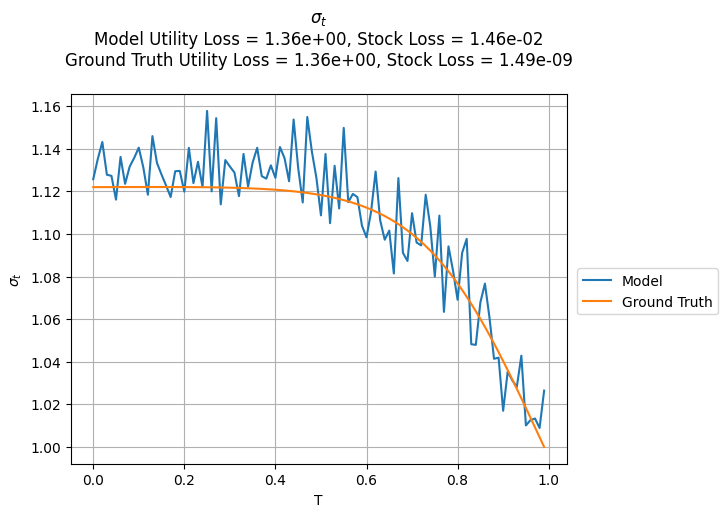 σt
Model Utility Loss = 1.36e+00, Stock Loss = 1.46e-02
Ground Truth Utility Loss = 1.36e+00, Stock Loss = 1.49e-09
1.16
1.14
1.12
1.10
1.08
1.06
1.04
1.02
1.00
σt
0.0 0.2 0.4 0.6 0.8 1.0
T
Model
Ground Truth